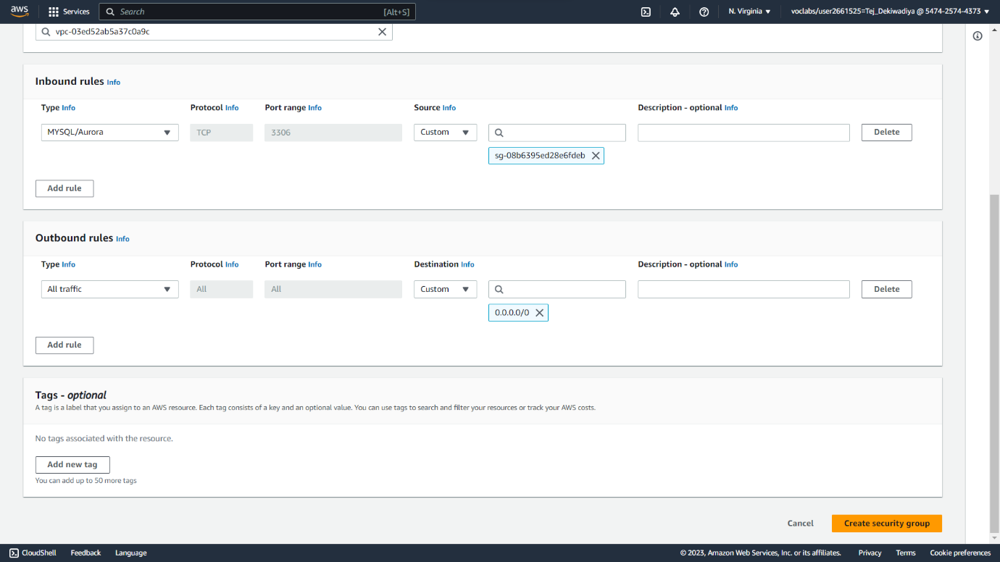 aws Services Search [Alt+S] N. Virginia voclabs/user2661525=Tej_Dekiwadiya @ 5474-2574-4373
vpc-03ed52ab5a37c0a9c
Inbound rules Info
Type Info Protocol Info Port range Info Source Info Description - optional Info
MYSQL/Aurora TCP 3306 Custom Delete
sg-08b6395ed28e6fdeb
Add rule
Outbound rules Info
Type Info Protocol Info Port range Info Destination Info Description - optional Info
All traffic All All Custom Delete
0.0.0.0/0
Add rule
Tags - optional
A tag is a label that you assign to an AWS resource. Each tag consists of a key and an optional value. You can use tags to search and filter your resources or track your AWS costs.
No tags associated with the resource.
Add new tag
You can add up to 50 more tags
Cancel Create security group
CloudShell Feedback Language © 2023, Amazon Web Services, Inc. or its affiliates. Privacy Terms Cookie preferences